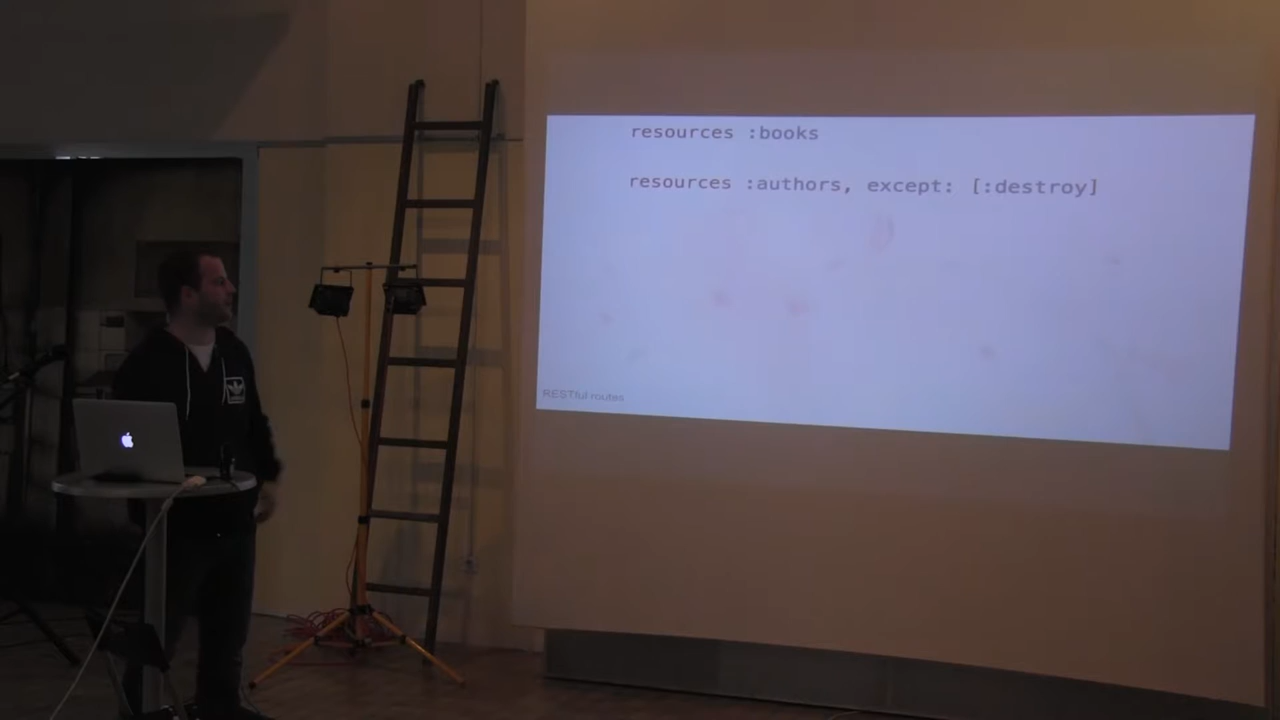 resources :books
resources :authors, except: [:destroy]
RESTful routes